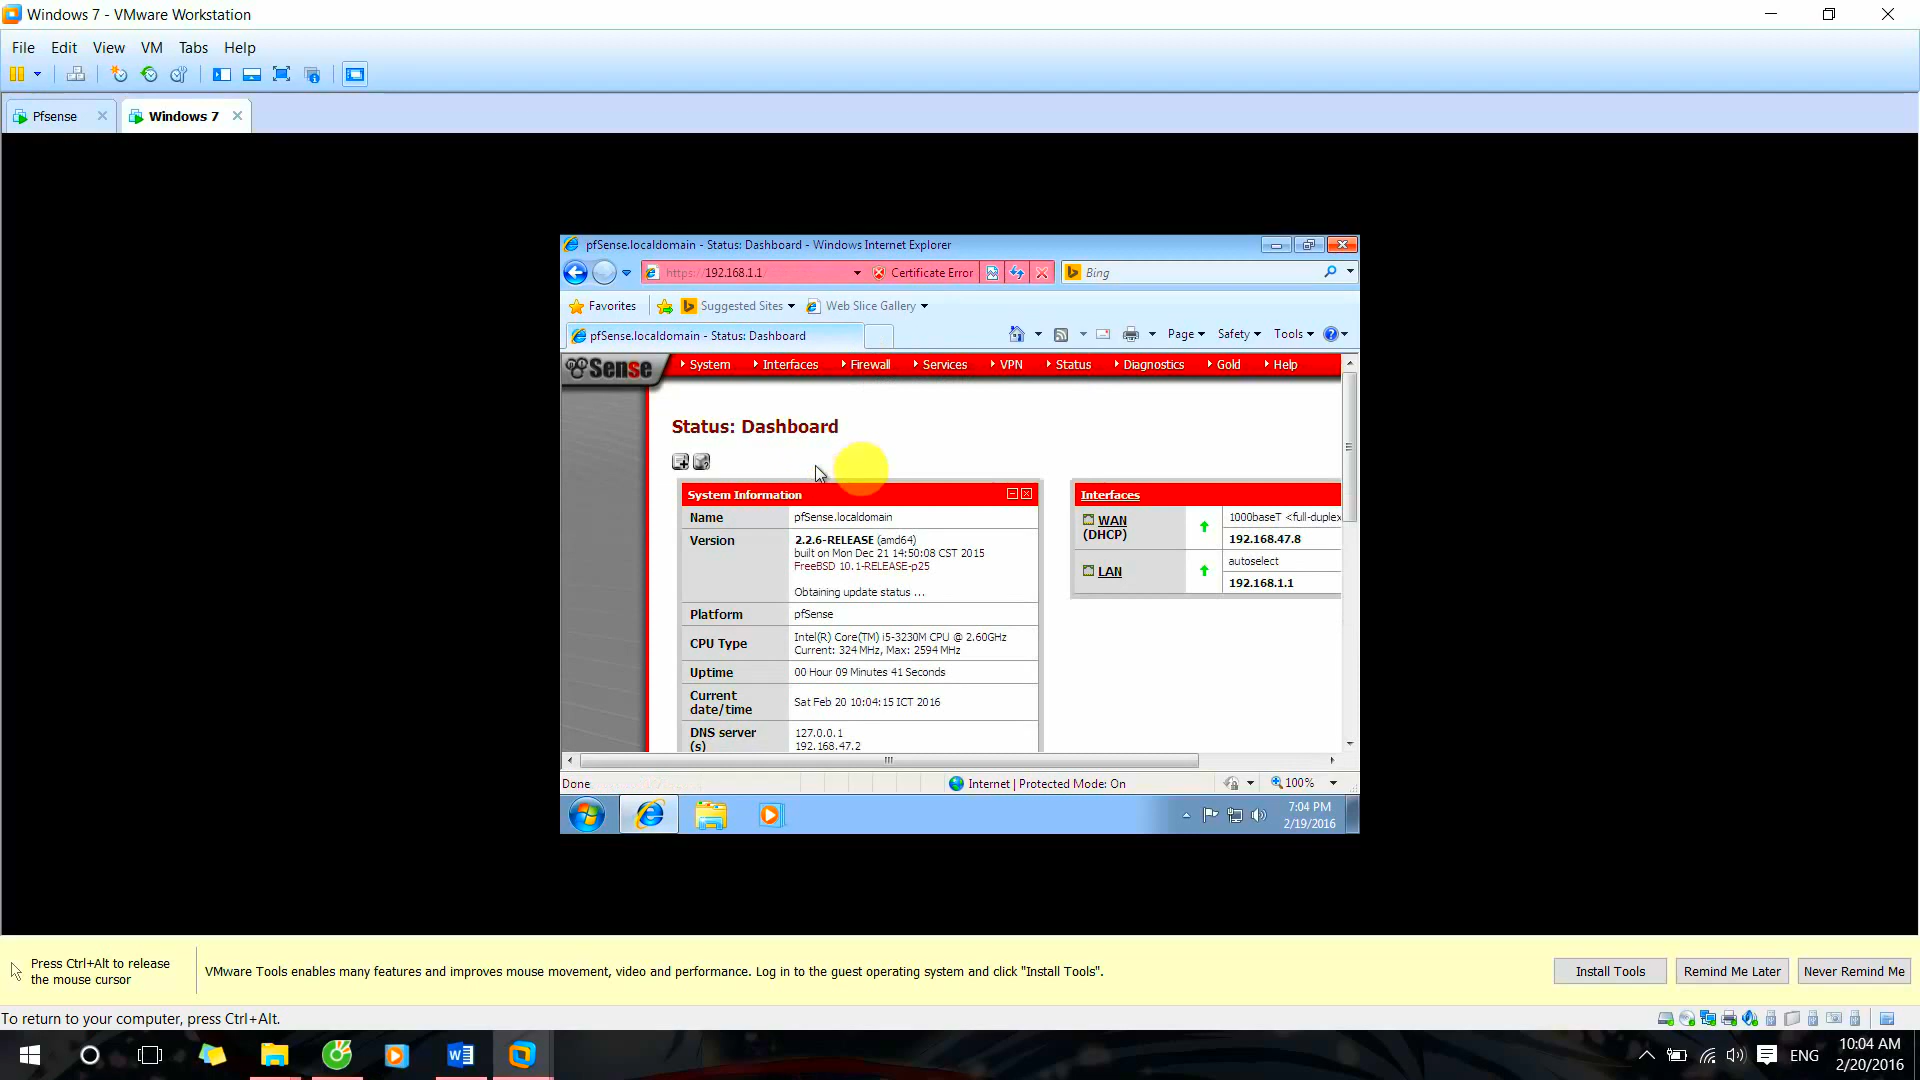 Windows 7 - VMware Workstation
File Edit View VM Tabs Help
Pfsense
Windows 7
pfSense.localdomain - Status: Dashboard - Windows Internet Explorer
https://192.168.1.1/
Certificate Error
Bing
Favorites
Suggested Sites
Web Slice Gallery
pfSense.localdomain - Status: Dashboard
Page Safety Tools
Sense
System Interfaces Firewall Services VPN Status Diagnostics Gold Help
Status: Dashboard
System Information
Name pfSense.localdomain
Version 2.2.6-RELEASE (amd64)
built on Mon Dec 21 14:50:08 CST 2015
FreeBSD 10.1-RELEASE-p25
Obtaining update status ...
Platform pfSense
CPU Type Intel(R) Core(TM) i5-3230M CPU @ 2.60GHz
Current: 324 MHz, Max: 2594 MHz
Uptime 00 Hour 09 Minutes 41 Seconds
Current date/time Sat Feb 20 10:04:15 ICT 2016
DNS server
(s)
127.0.0.1
192.168.47.2
Interfaces
WAN
(DHCP)
1000baseT <full-duplex
192.168.47.8
LAN
autoselect
192.168.1.1
Done
Internet | Protected Mode: On
100%
7:04 PM
2/19/2016
Press Ctrl+Alt to release
the mouse cursor
VMware Tools enables many features and improves mouse movement, video and performance. Log in to the guest operating system and click "Install Tools".
Install Tools
Remind Me Later
Never Remind Me
To return to your computer, press Ctrl+Alt.
ENG
10:04 AM
2/20/2016